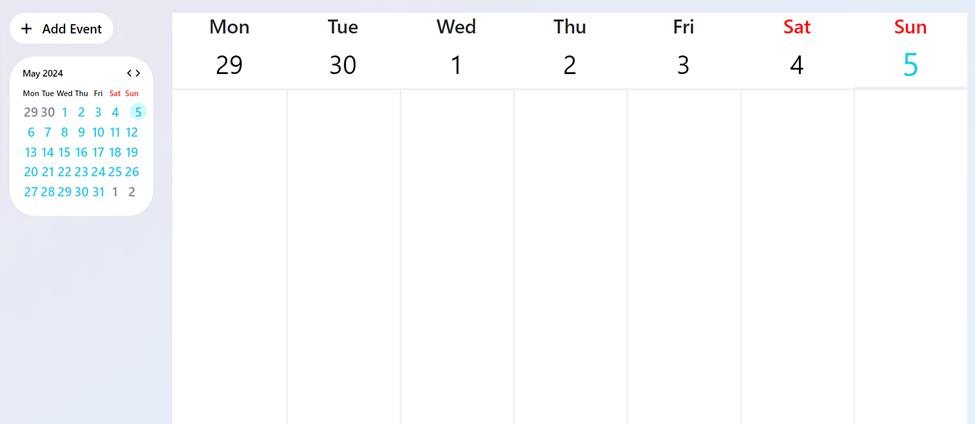 + Add Event
May 2024 < >
Mon Tue Wed Thu Fri Sat Sun
29 30 1 2 3 4 5
6 7 8 9 10 11 12
13 14 15 16 17 18 19
20 21 22 23 24 25 26
27 28 29 30 31 1 2
Mon Tue Wed Thu Fri Sat Sun
29 30 1 2 3 4 5